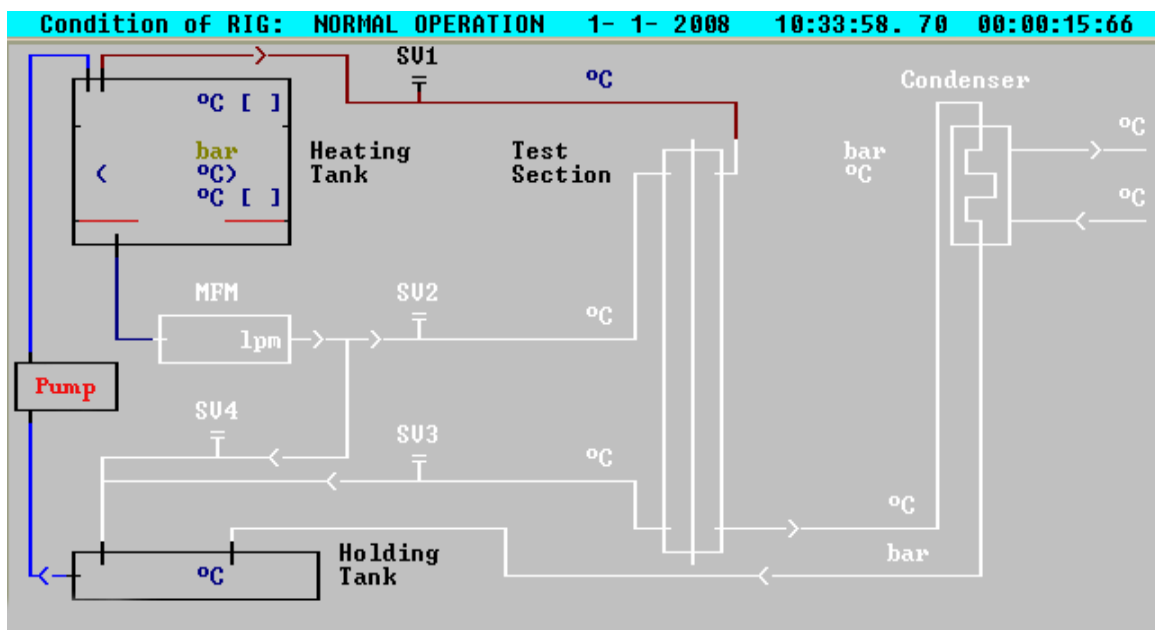 Condition of RIG: NORMAL OPERATION 1- 1- 2008 10:33:58. 70 00:00:15:66
SV1
ºC
Condenser
ºC [ ]
ºC
bar
Heating
Test
bar
< ºC>
Tank
Section
ºC
ºC [ ]
ºC
MFM
SV2
ºC
lpm
Pump
SV4
SV3
ºC
ºC
Holding
bar
ºC
Tank